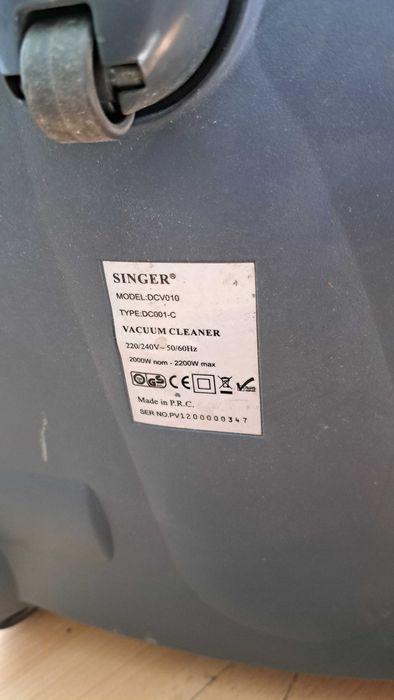 SINGER®
MODEL:DCV010
TYPE:DC001-C
VACUUM CLEANER
220/240V~50/60Hz
2000W nom - 2200W max
GS CE
Made in P.R.C.
SER NO.PV1200000347